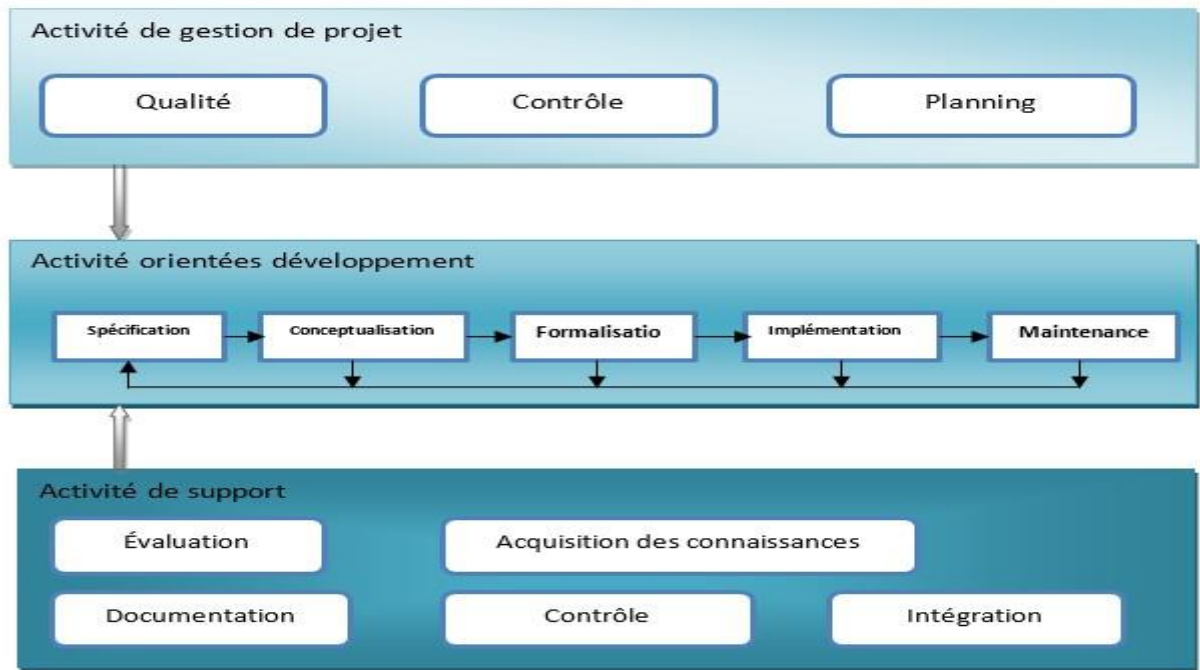 Activité de gestion de projet
Qualité
Contrôle
Planning
Activité orientées développement
Spécification
Conceptualisation
Formalisatio
Implémentation
Maintenance
Activité de support
Évaluation
Acquisition des connaissances
Documentation
Contrôle
Intégration